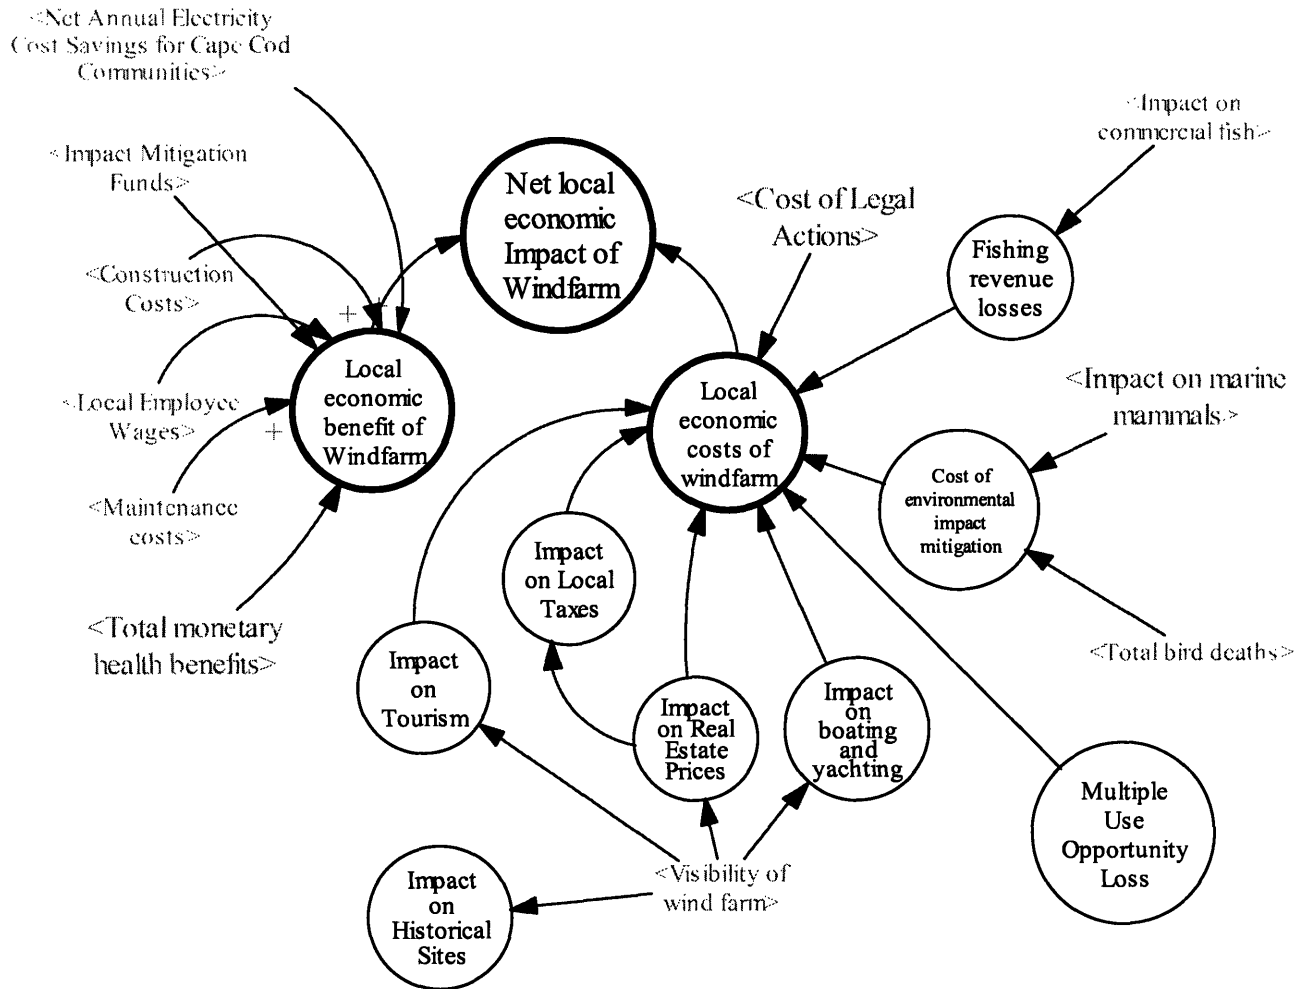 <Net Annual Electricity
Cost Savings for Cape Cod
Communities>
<Impact on
commercial fish>
<Impact Mitigation
Funds>
Net local
economic
Impact of
Windfarm
<Cost of Legal
Actions>
Fishing
revenue
losses
<Construction
Costs>
+
+
Local
economic
benefit of
Windfarm
Local
economic
costs of
windfarm
<Impact on marine
mammals>
<Local Employee
Wages>
+
Cost of
environmental
impact
mitigation
<Maintenance
costs>
Impact
on Local
Taxes
<Total monetary
health benefits>
<Total bird deaths>
Impact
on
Tourism
Impact
on Real
Estate
Prices
Impact
on
boating
and
yachting
Multiple
Use
Opportunity
Loss
<Visibility of
wind farm>
Impact
on
Historical
Sites